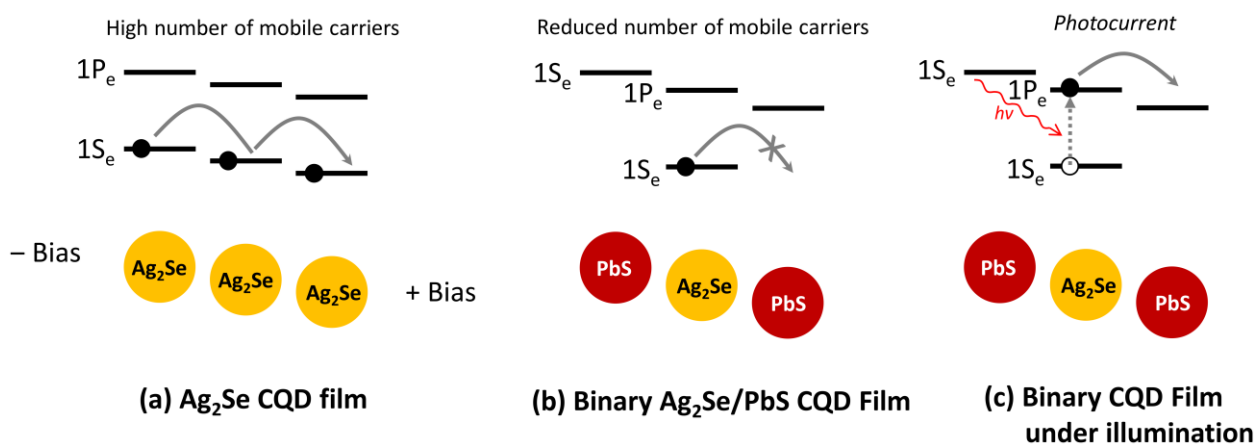 High number of mobile carriers
1Pₑ
1Sₑ
– Bias
Ag₂Se
Ag₂Se
Ag₂Se
+ Bias
(a) Ag₂Se CQD film
Reduced number of mobile carriers
1Sₑ
1Pₑ
1Sₑ
PbS
Ag₂Se
PbS
(b) Binary Ag₂Se/PbS CQD Film
Photocurrent
1Sₑ
1Pₑ
hν
1Sₑ
PbS
Ag₂Se
PbS
(c) Binary CQD Film
under illumination